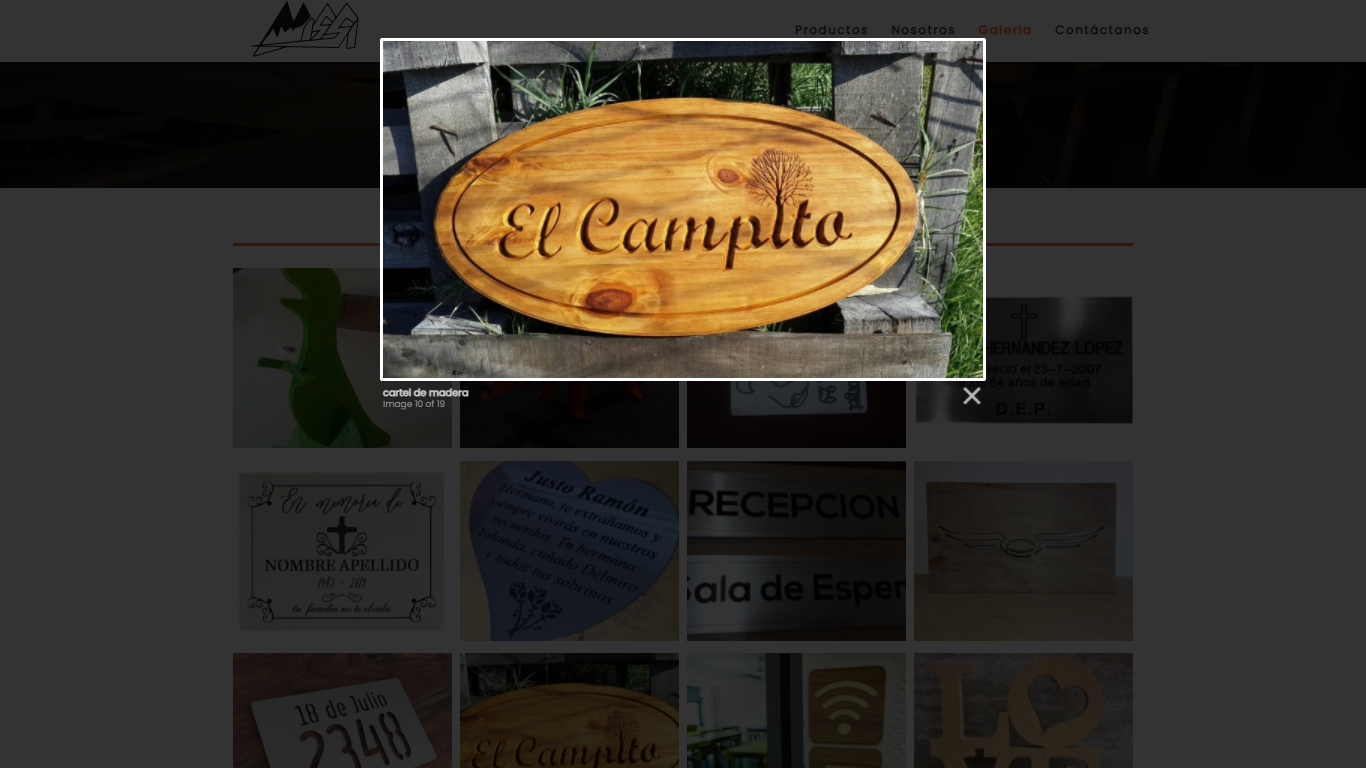 Productos Nosotros Galeria Contáctanos
El Campito
cartel de madera
Image 10 of 19
HERNANDEZ LOPEZ
el 23-7-2007
64 años de edad
D.E.P.
En memoria de
NOMBRE APELLIDO
1943 - 2019
tu familia no te olvida
Justo Ramón
Hermano, te extrañamos y
siempre vivirás en nuestros
recuerdos. Tu hermana
Yolanda, cuñado Delmiro
y todos tus sobrinos
RECEPCION
Sala de Esper
18 de Julio
2348
El Campito
LO